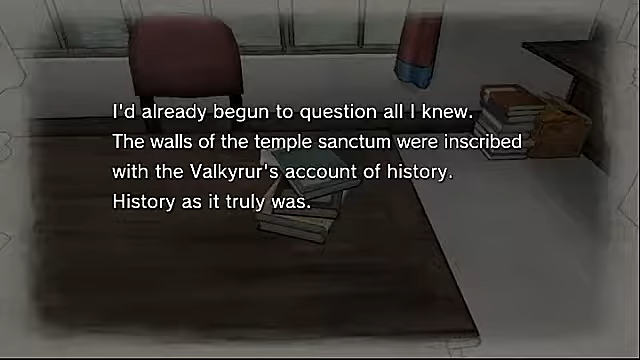 I'd already begun to question all I knew.
The walls of the temple sanctum were inscribed
with the Valkyrur's account of history.
History as it truly was.